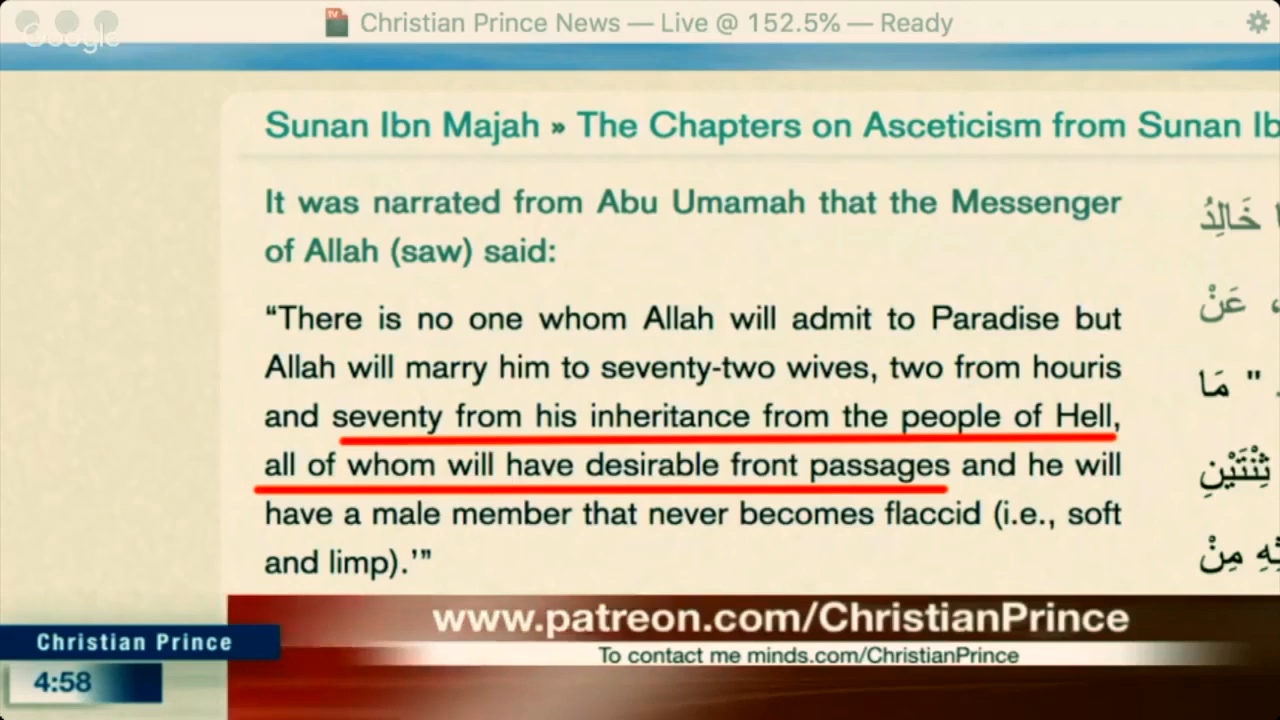 Google
Christian Prince News — Live @ 152.5% — Ready
Sunan Ibn Majah » The Chapters on Asceticism from Sunan Ib
It was narrated from Abu Umamah that the Messenger
of Allah (saw) said:
“There is no one whom Allah will admit to Paradise but
Allah will marry him to seventy-two wives, two from houris
and seventy from his inheritance from the people of Hell,
all of whom will have desirable front passages and he will
have a male member that never becomes flaccid (i.e., soft
and limp).’”
خَالِدُ
، عَنْ
" مَا
ثِنْتَيْنِ
مِنْ
www.patreon.com/ChristianPrince
To contact me minds.com/ChristianPrince
Christian Prince
4:58